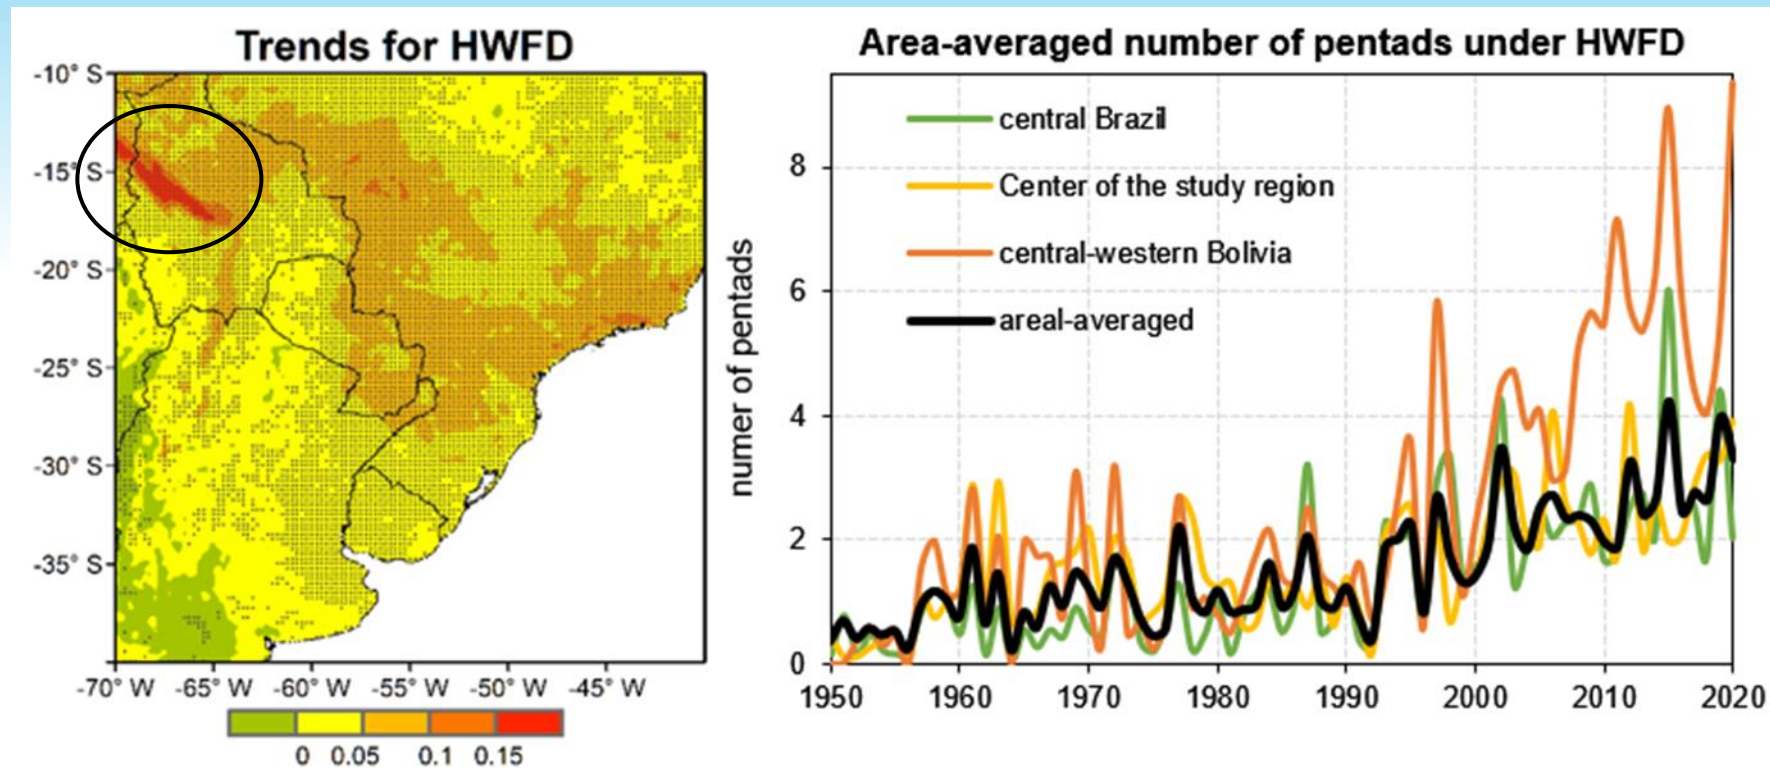 Trends for HWFD
-10° S
-15° S
-20° S
-25° S
-30° S
-35° S
-70° W -65° W -60° W -55° W -50° W -45° W
0 0.05 0.1 0.15
Area-averaged number of pentads under HWFD
numer of pentads
8
6
4
2
0
central Brazil
Center of the study region
central-western Bolivia
areal-averaged
1950 1960 1970 1980 1990 2000 2010 2020